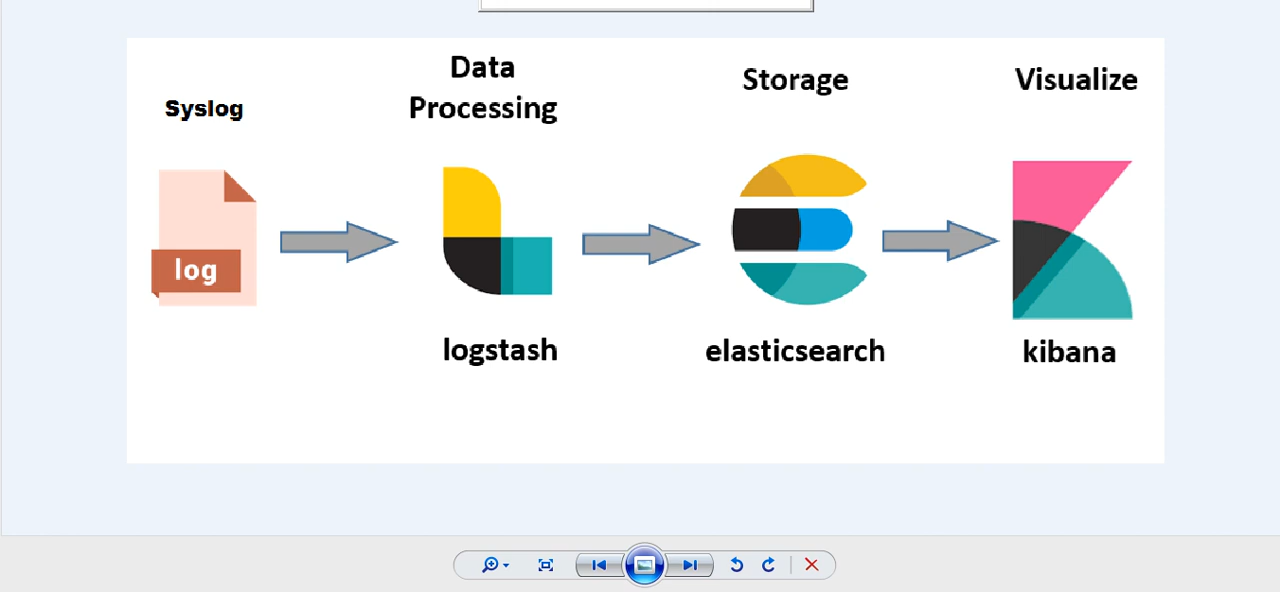 Syslog
Data
Processing
Storage
Visualize
log
logstash
elasticsearch
kibana